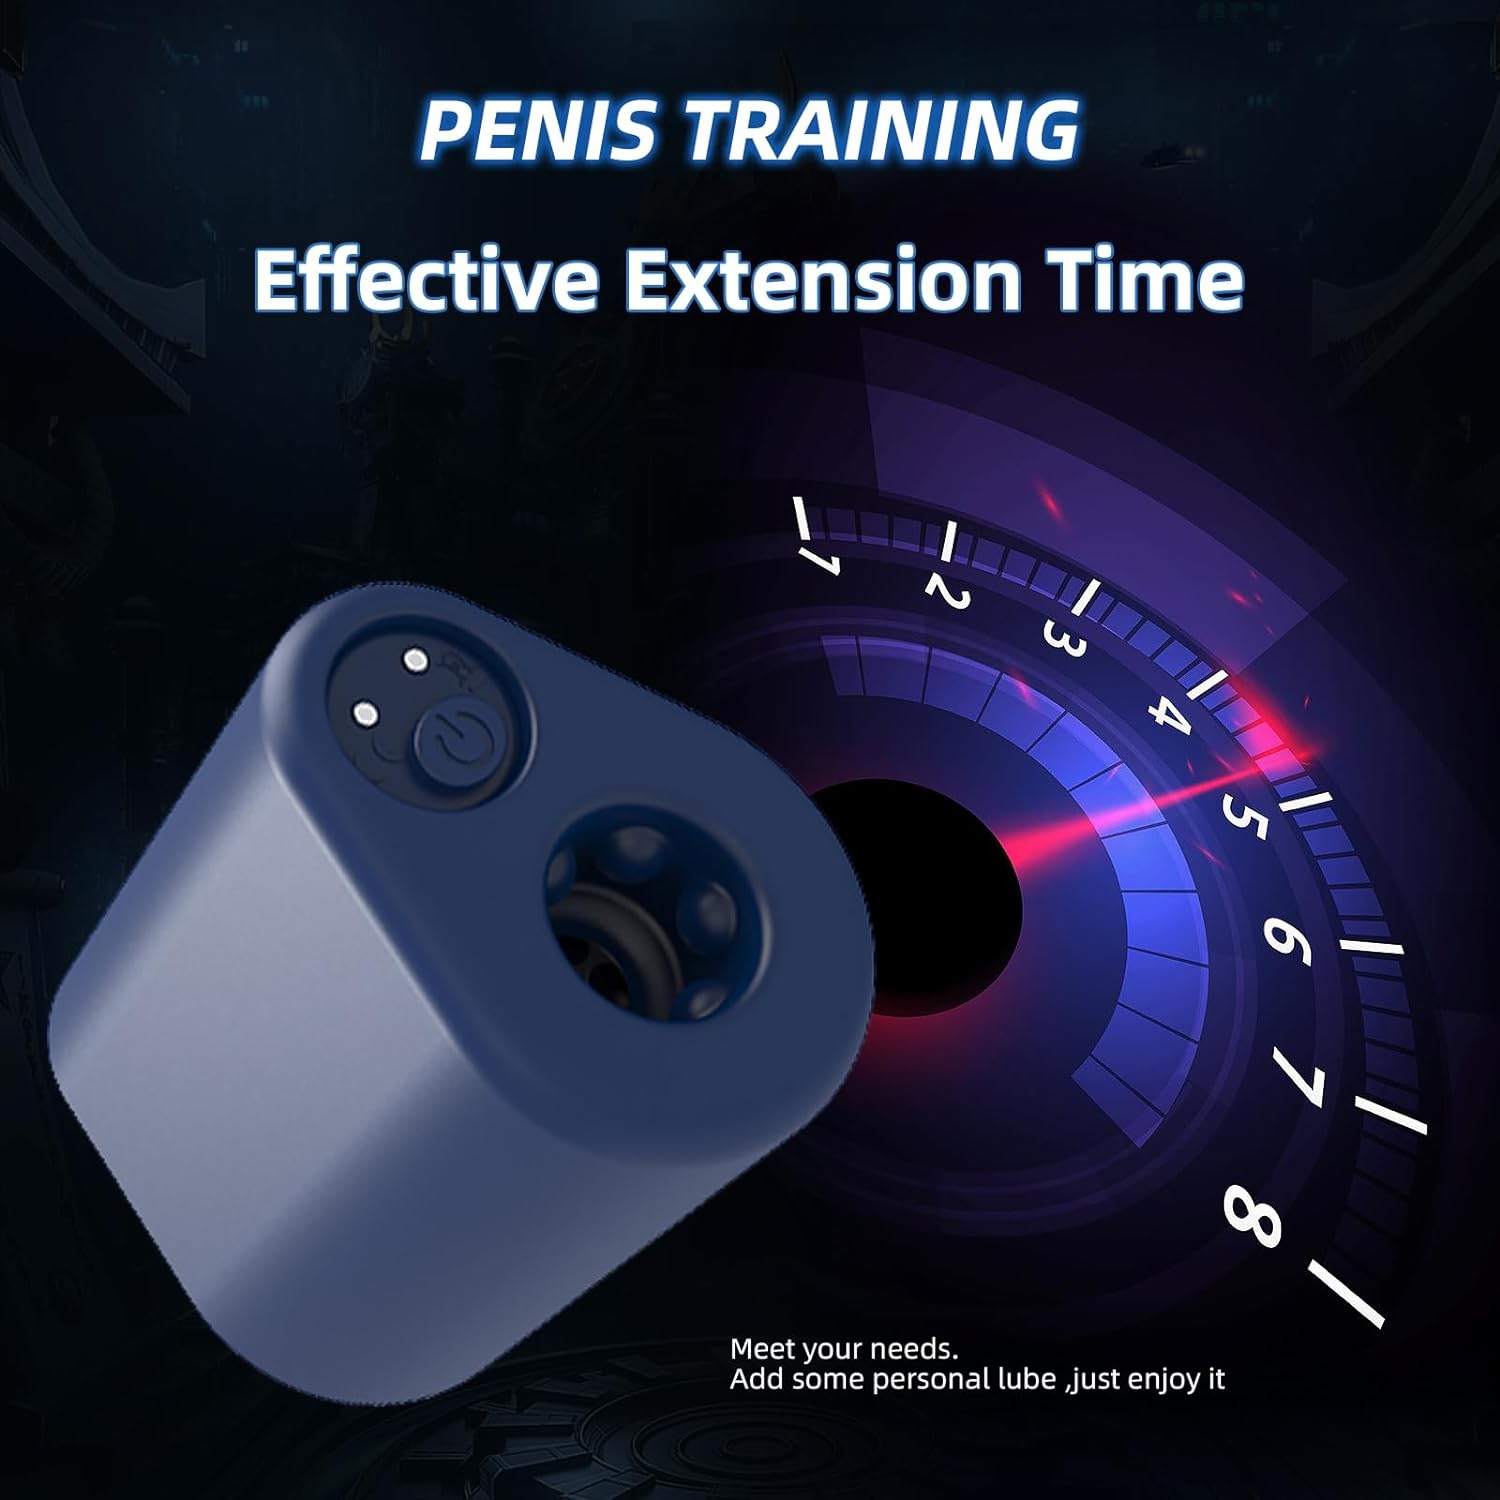 PENIS TRAINING
Effective Extension Time
1
2
3
4
5
6
7
8
Meet your needs.
Add some personal lube ,just enjoy it